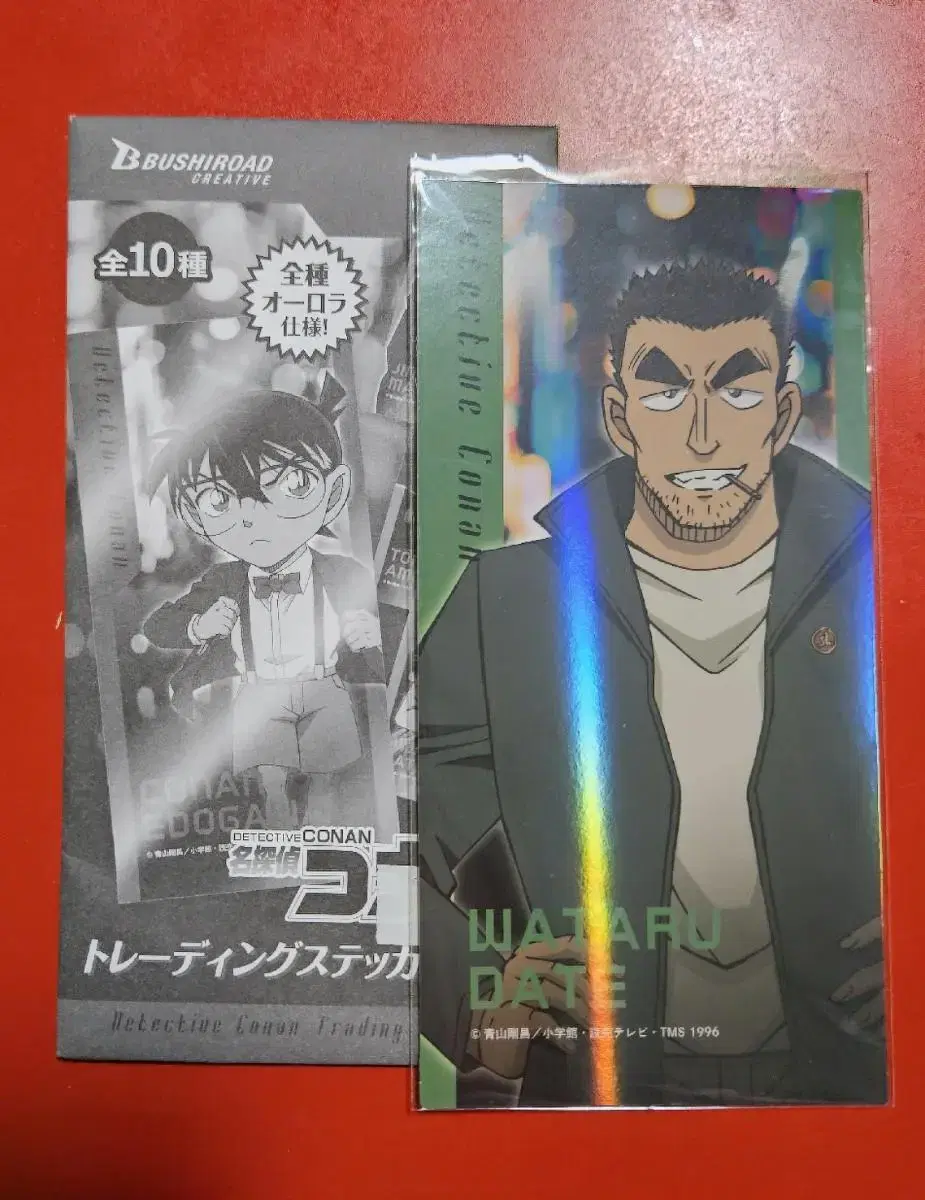 BUSHIROAD
CREATIVE
全10種
全種
オーロラ
仕様!
Detective Conan
CONAN
EDOGA
DETECTIVE CONAN
名探偵
コナ
トレーディングステッカ
Detective Conan Trading
Detective Conan
WATARU
DATE
© 青山剛昌/小学館・読売テレビ・TMS 1996